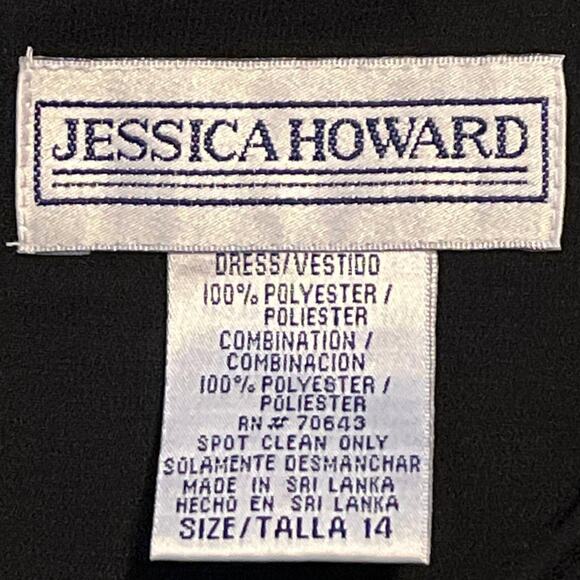 JESSICA HOWARD
DRESS/VESTIDO
100% POLYESTER /
POLIESTER
COMBINATION /
COMBINACION
100% POLYESTER /
POLIESTER
RN # 70643
SPOT CLEAN ONLY
SOLAMENTE DESMANCHAR
MADE IN SRI LANKA
HECHO EN SRI LANKA
SIZE/TALLA 14